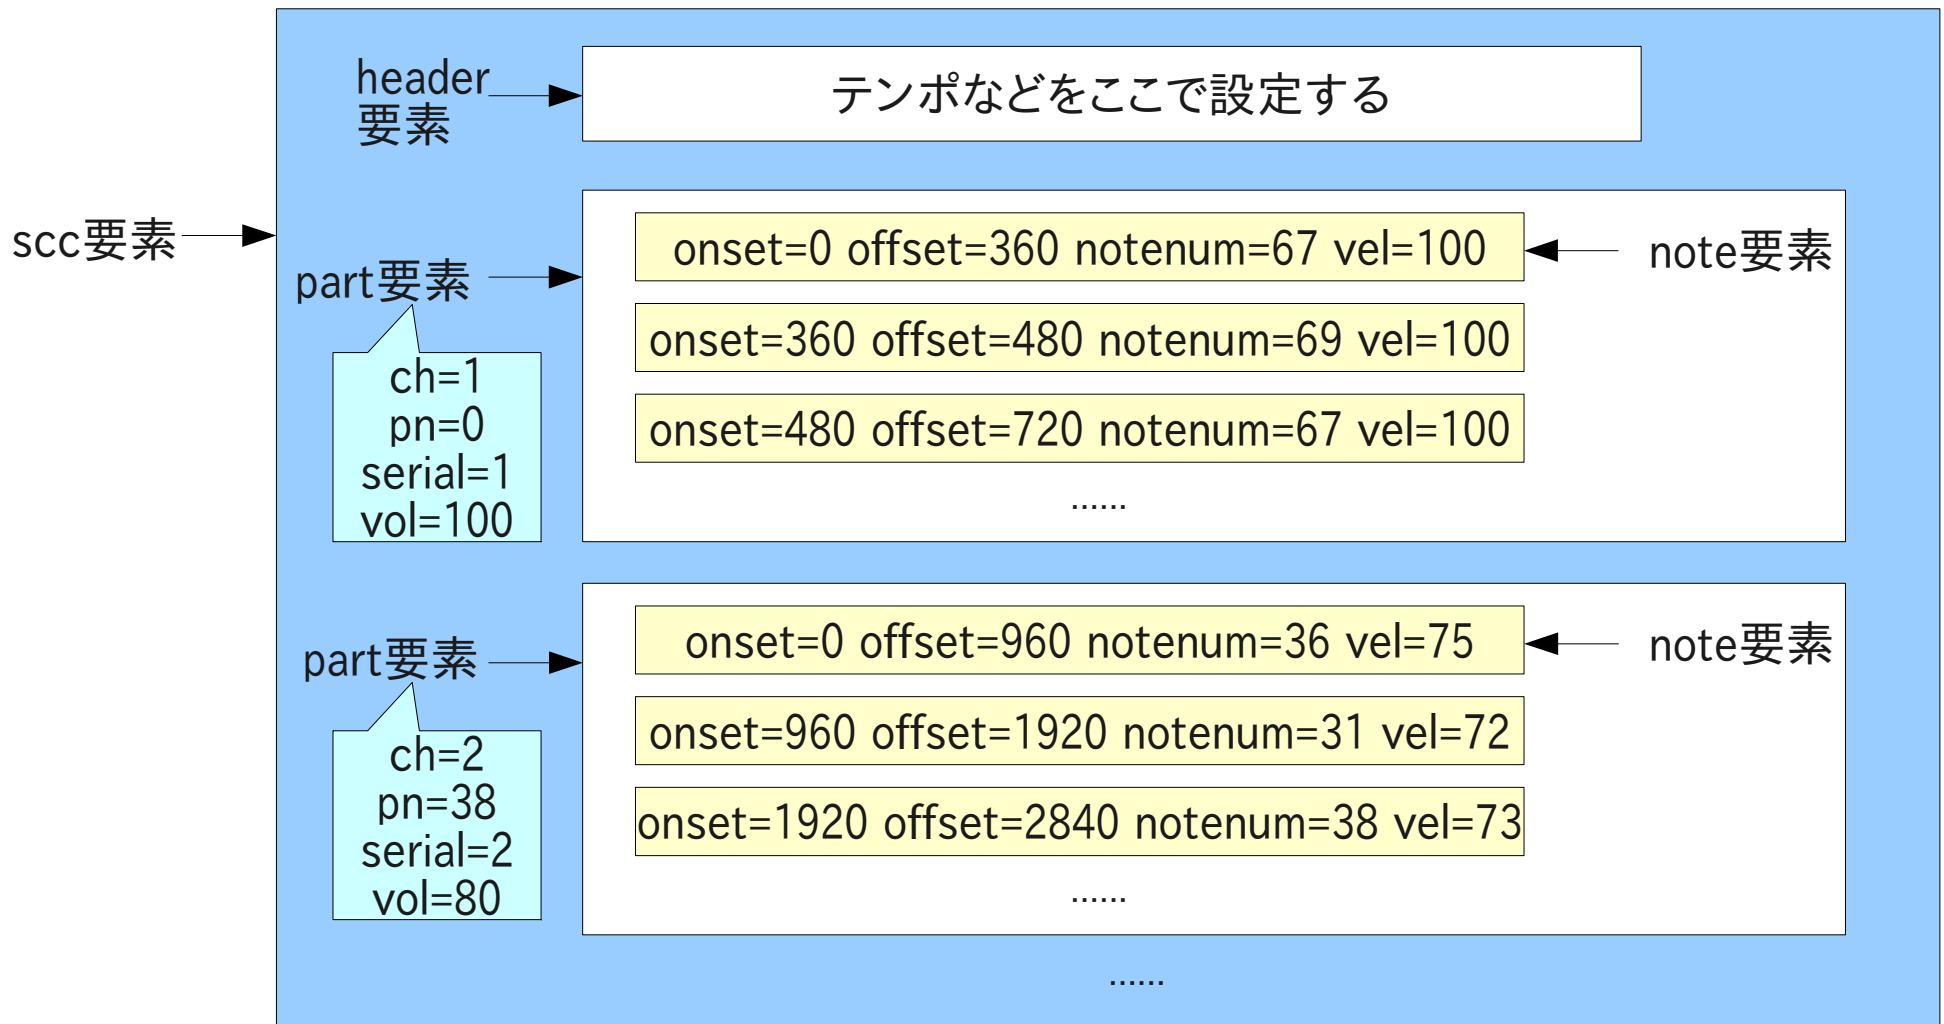 header
要素
テンポなどをここで設定する
scc要素
part要素
ch=1
pn=0
serial=1
vol=100
onset=0 offset=360 notenum=67 vel=100
note要素
onset=360 offset=480 notenum=69 vel=100
onset=480 offset=720 notenum=67 vel=100
......
part要素
ch=2
pn=38
serial=2
vol=80
onset=0 offset=960 notenum=36 vel=75
note要素
onset=960 offset=1920 notenum=31 vel=72
onset=1920 offset=2840 notenum=38 vel=73
......
......